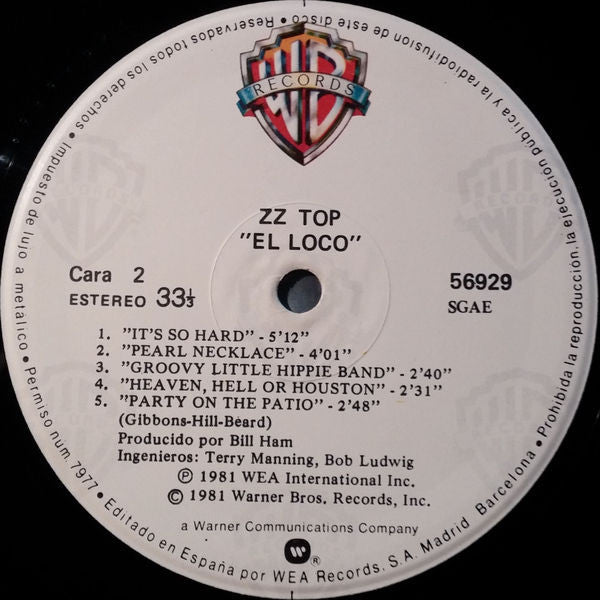 WB
RECORDS
ZZ TOP
"EL LOCO"
Cara 2
ESTEREO 33⅓
56929
SGAE
1. "IT'S SO HARD" - 5'12"
2. "PEARL NECKLACE" - 4'01"
3. "GROOVY LITTLE HIPPIE BAND" - 2'40"
4. "HEAVEN, HELL OR HOUSTON" - 2'31"
5. "PARTY ON THE PATIO" - 2'48"
(Gibbons-Hill-Beard)
Producido por Bill Ham
Ingenieros: Terry Manning, Bob Ludwig
Ⓟ 1981 WEA International Inc.
© 1981 Warner Bros. Records, Inc.
a Warner Communications Company
W ®
Reservados todos los derechos • Impuesto de lujo a metálico • Permiso num. 7977 • Editado en España por WEA Records, S.A. Madrid Barcelona • Prohibida la reproducción, la ejecución pública y la radiodifusion de este disco •